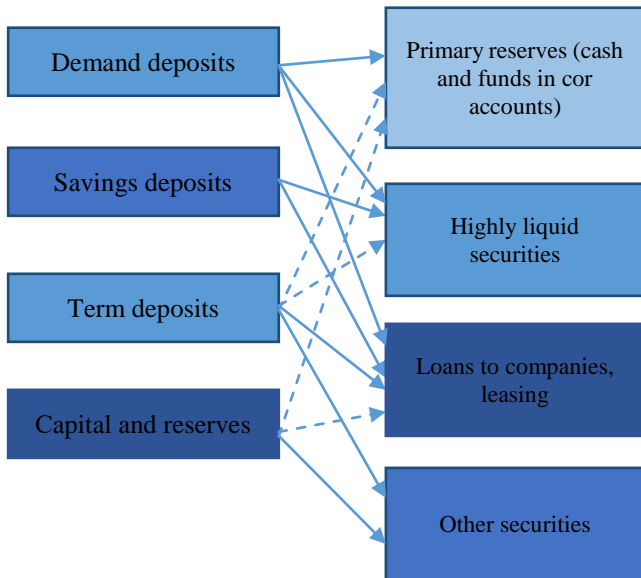 Demand deposits
Savings deposits
Term deposits
Capital and reserves
Primary reserves (cash
and funds in cor
accounts)
Highly liquid
securities
Loans to companies,
leasing
Other securities